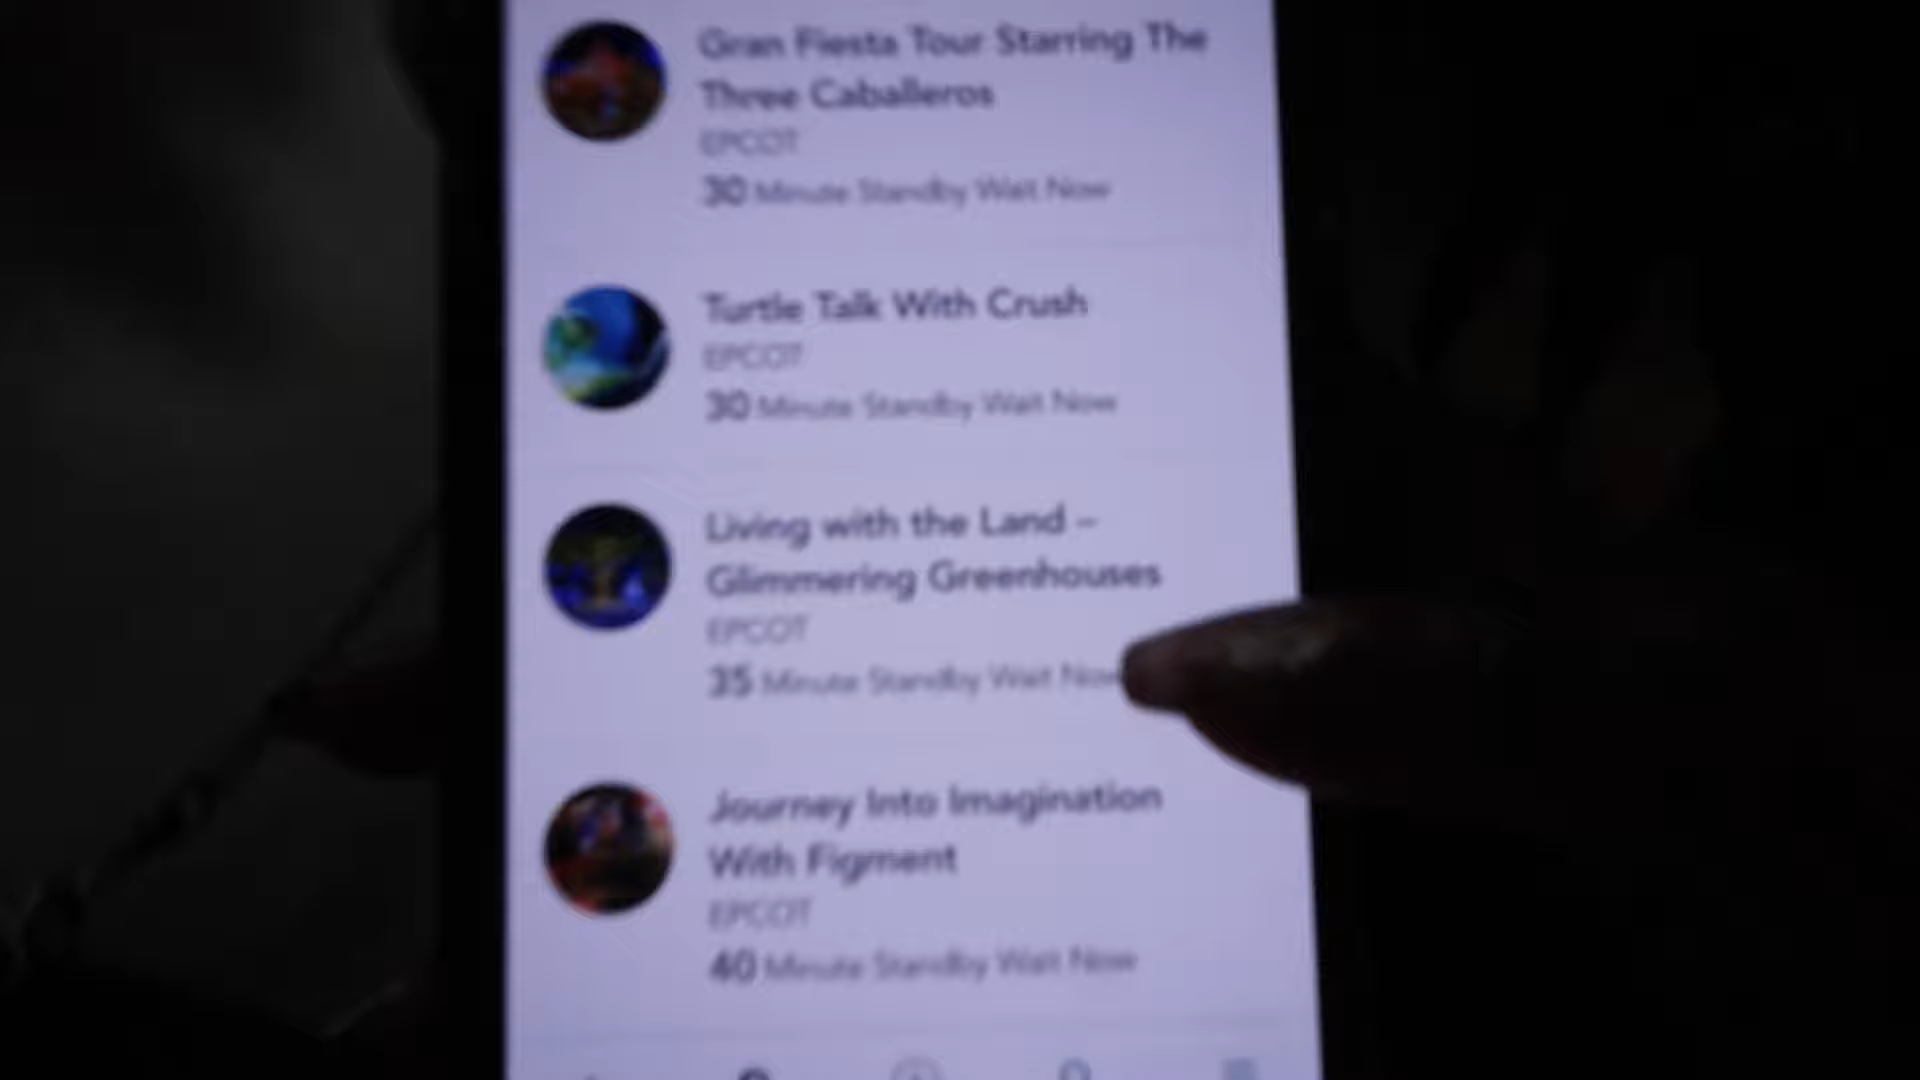 Gran Fiesta Tour Starring The
Three Caballeros
EPCOT
30 Minute Standby Wait Now
Turtle Talk With Crush
EPCOT
30 Minute Standby Wait Now
Living with the Land –
Glimmering Greenhouses
EPCOT
35 Minute Standby Wait Now
Journey Into Imagination
With Figment
EPCOT
40 Minute Standby Wait Now